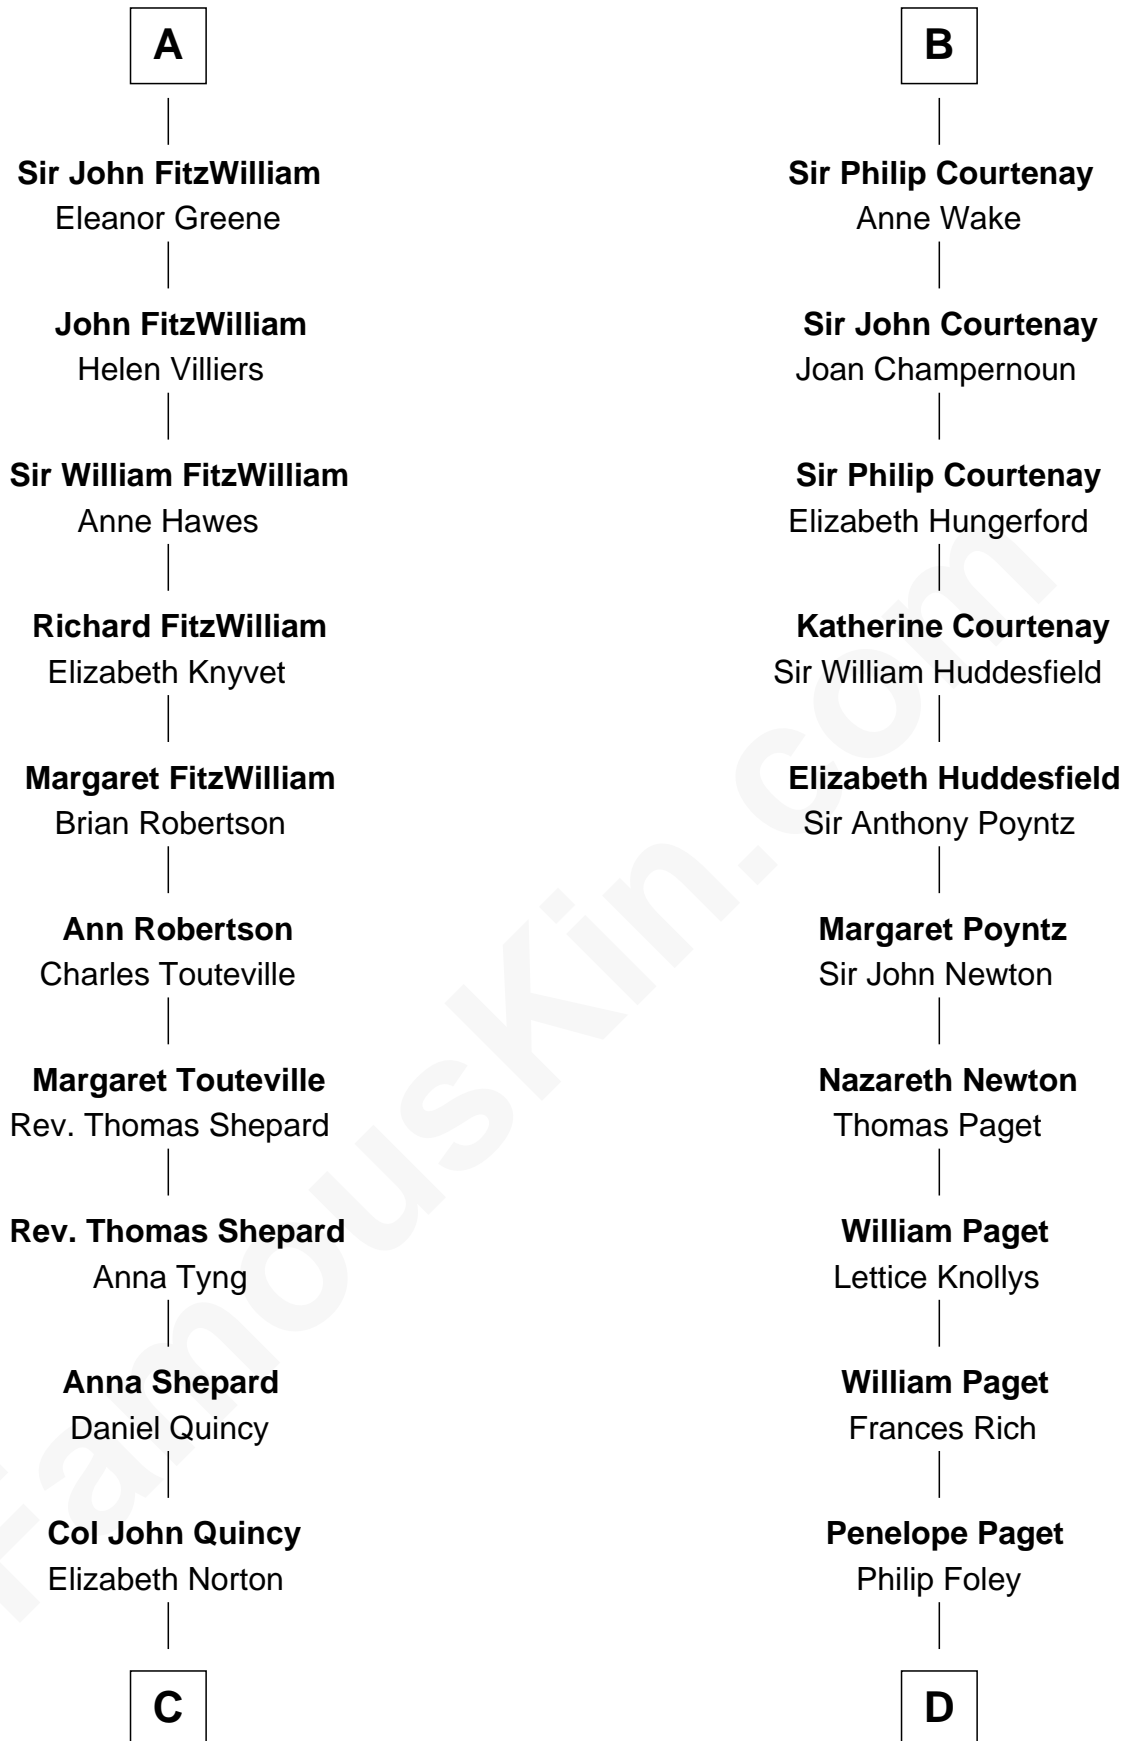 A
Sir John FitzWilliam
Eleanor Greene
John FitzWilliam
Helen Villiers
Sir William FitzWilliam
Anne Hawes
Richard FitzWilliam
Elizabeth Knyvet
Margaret FitzWilliam
Brian Robertson
Ann Robertson
Charles Touteville
Margaret Touteville
Rev. Thomas Shepard
Rev. Thomas Shepard
Anna Tyng
Anna Shepard
Daniel Quincy
Col John Quincy
Elizabeth Norton
C
B
Sir Philip Courtenay
Anne Wake
Sir John Courtenay
Joan Champernoun
Sir Philip Courtenay
Elizabeth Hungerford
Katherine Courtenay
Sir William Huddesfield
Elizabeth Huddesfield
Sir Anthony Poyntz
Margaret Poyntz
Sir John Newton
Nazareth Newton
Thomas Paget
William Paget
Lettice Knollys
William Paget
Frances Rich
Penelope Paget
Philip Foley
D
FamousKin.com